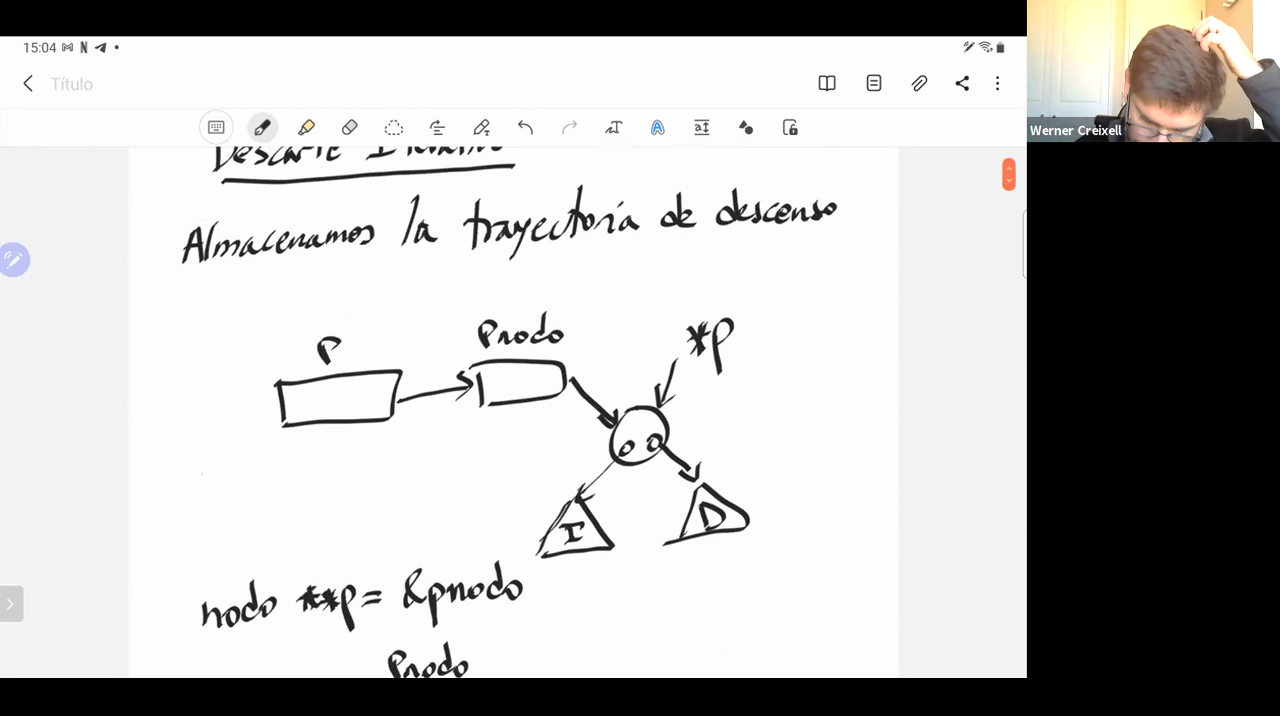 15:04
Título
Werner Creixell
Almacenamos la trayectoria de descenso
P
Pnodo
*p
I
D
nodo **p = &pnodo
Pnodo